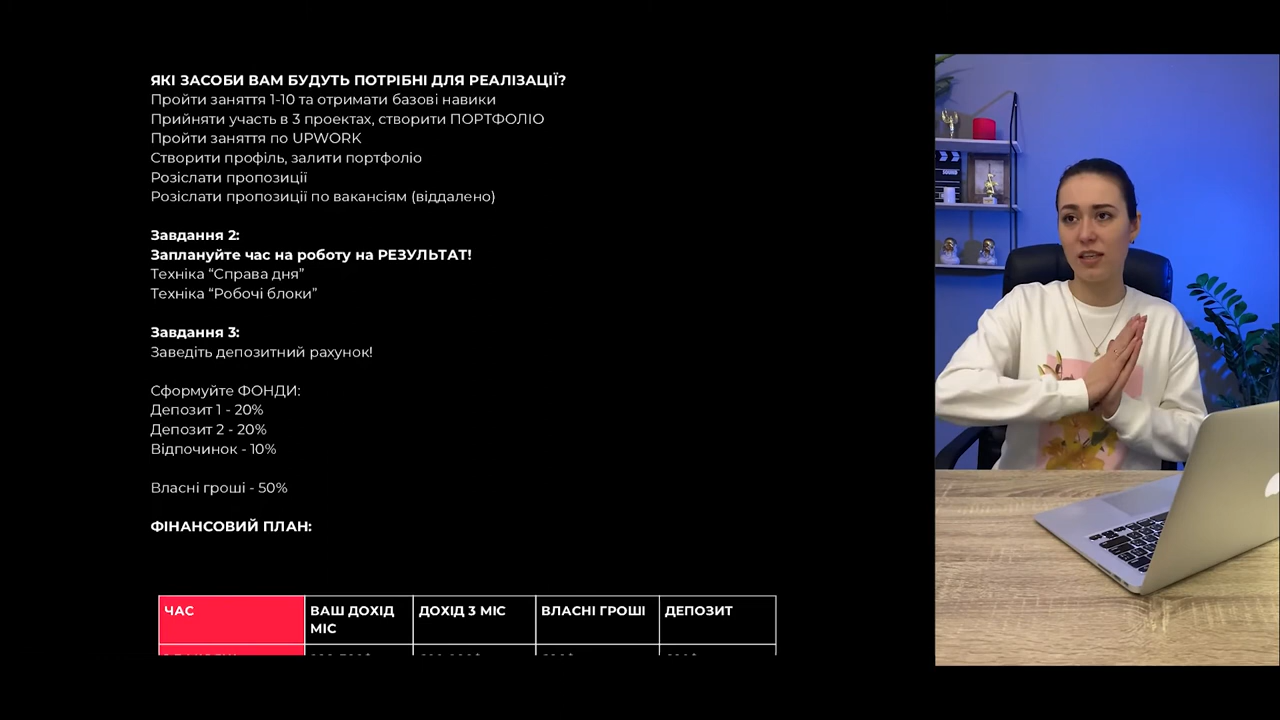 ЯКІ ЗАСОБИ ВАМ БУДУТЬ ПОТРІБНІ ДЛЯ РЕАЛІЗАЦІЇ?
Пройти заняття 1-10 та отримати базові навики
Прийняти участь в 3 проектах, створити ПОРТФОЛІО
Пройти заняття по UPWORK
Створити профіль, залити портфоліо
Розіслати пропозиції
Розіслати пропозиції по вакансіям (віддалено)
Завдання 2:
Заплануйте час на роботу на РЕЗУЛЬТАТ!
Техніка “Справа дня”
Техніка “Робочі блоки”
Завдання 3:
Заведіть депозитний рахунок!
Сформуйте ФОНДИ:
Депозит 1 - 20%
Депозит 2 - 20%
Відпочинок - 10%
Власні гроші - 50%
ФІНАНСОВИЙ ПЛАН:
ЧАС
ВАШ ДОХІД МІС
ДОХІД 3 МІС
ВЛАСНІ ГРОШІ
ДЕПОЗИТ